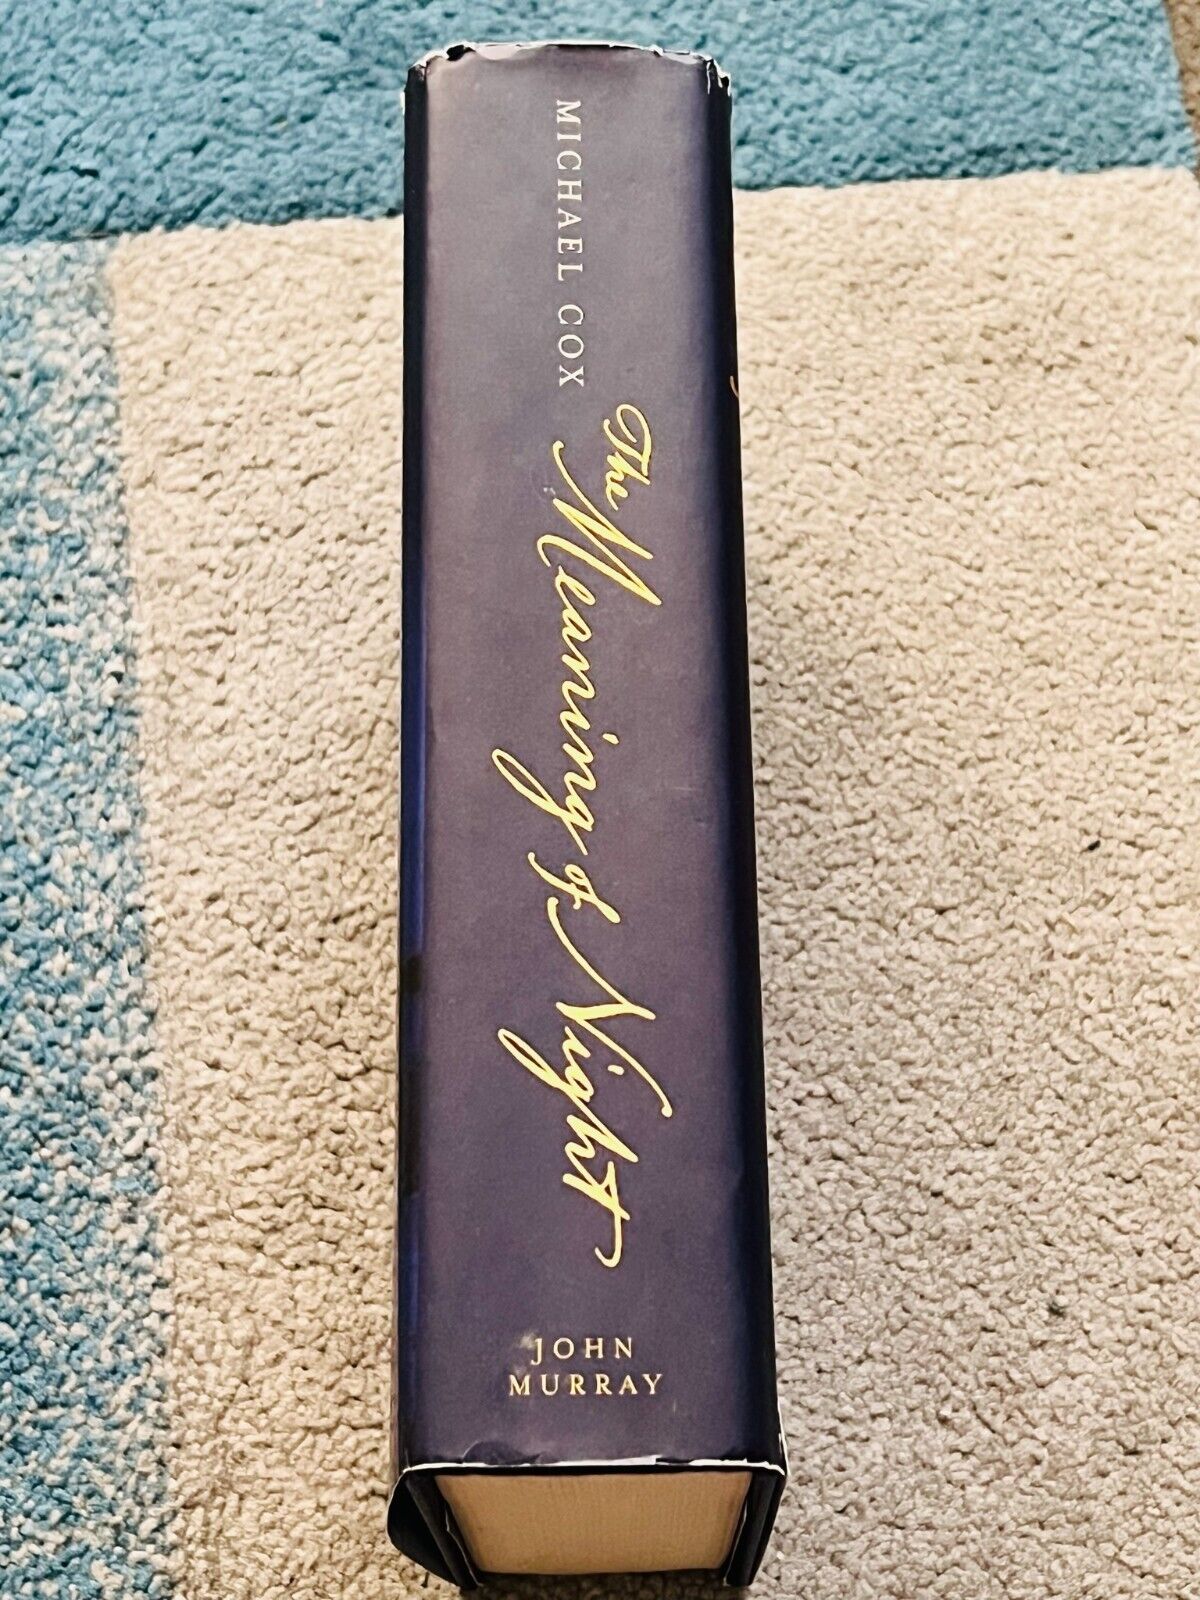 MICHAEL COX
The Meaning of Night
JOHN
MURRAY